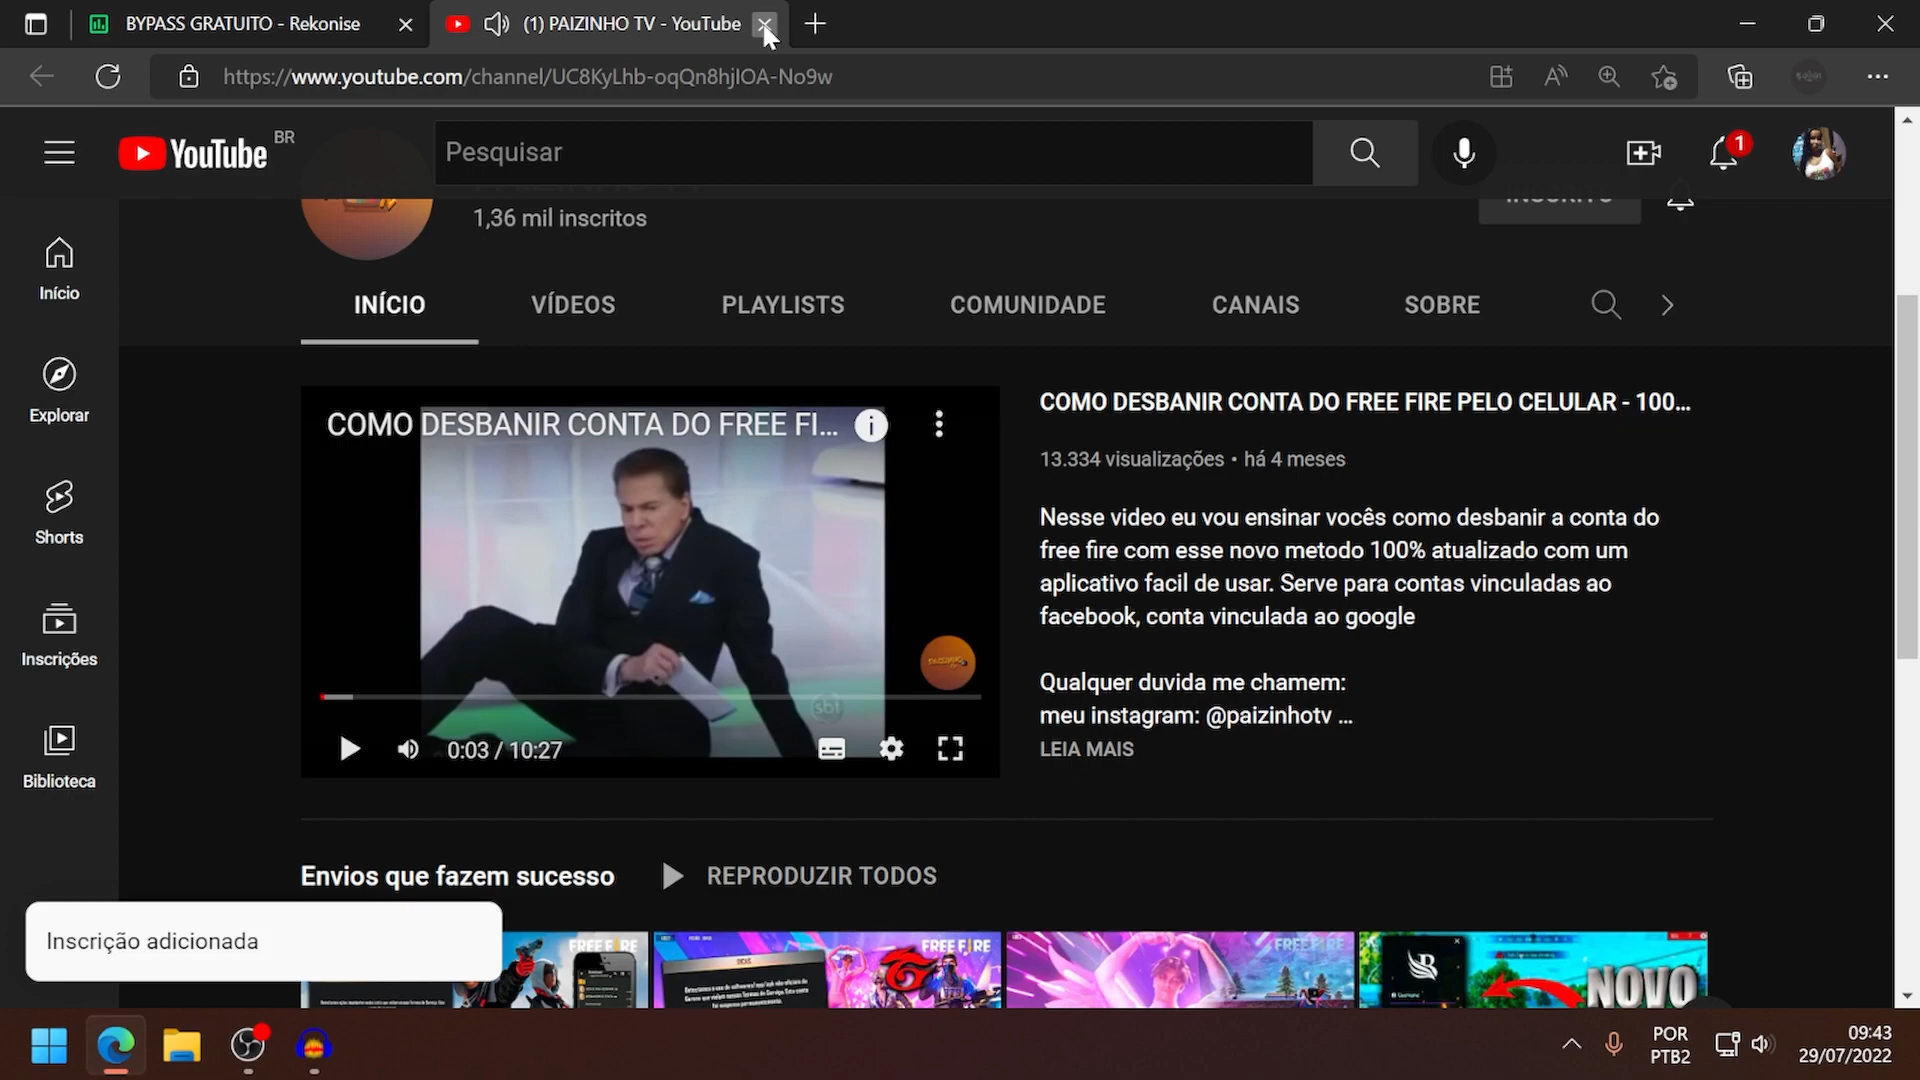 BYPASS GRATUITO - Rekonise
(1) PAIZINHO TV - YouTube
https://www.youtube.com/channel/UC8KyLhb-oqQn8hjlOA-No9w
YouTube BR
Pesquisar
1
1,36 mil inscritos
INÍCIO
VÍDEOS
PLAYLISTS
COMUNIDADE
CANAIS
SOBRE
Início
Explorar
Shorts
Inscrições
Biblioteca
COMO DESBANIR CONTA DO FREE FI...
sbt
0:03 / 10:27
COMO DESBANIR CONTA DO FREE FIRE PELO CELULAR - 100...
13.334 visualizações • há 4 meses
Nesse video eu vou ensinar vocês como desbanir a conta do
free fire com esse novo metodo 100% atualizado com um
aplicativo facil de usar. Serve para contas vinculadas ao
facebook, conta vinculada ao google
Qualquer duvida me chamem:
meu instagram: @paizinhotv ...
LEIA MAIS
Envios que fazem sucesso
REPRODUZIR TODOS
Inscrição adicionada
FREE FIRE
FREE FIRE
FREE FIRE
NOVO
POR
PTB2
09:43
29/07/2022